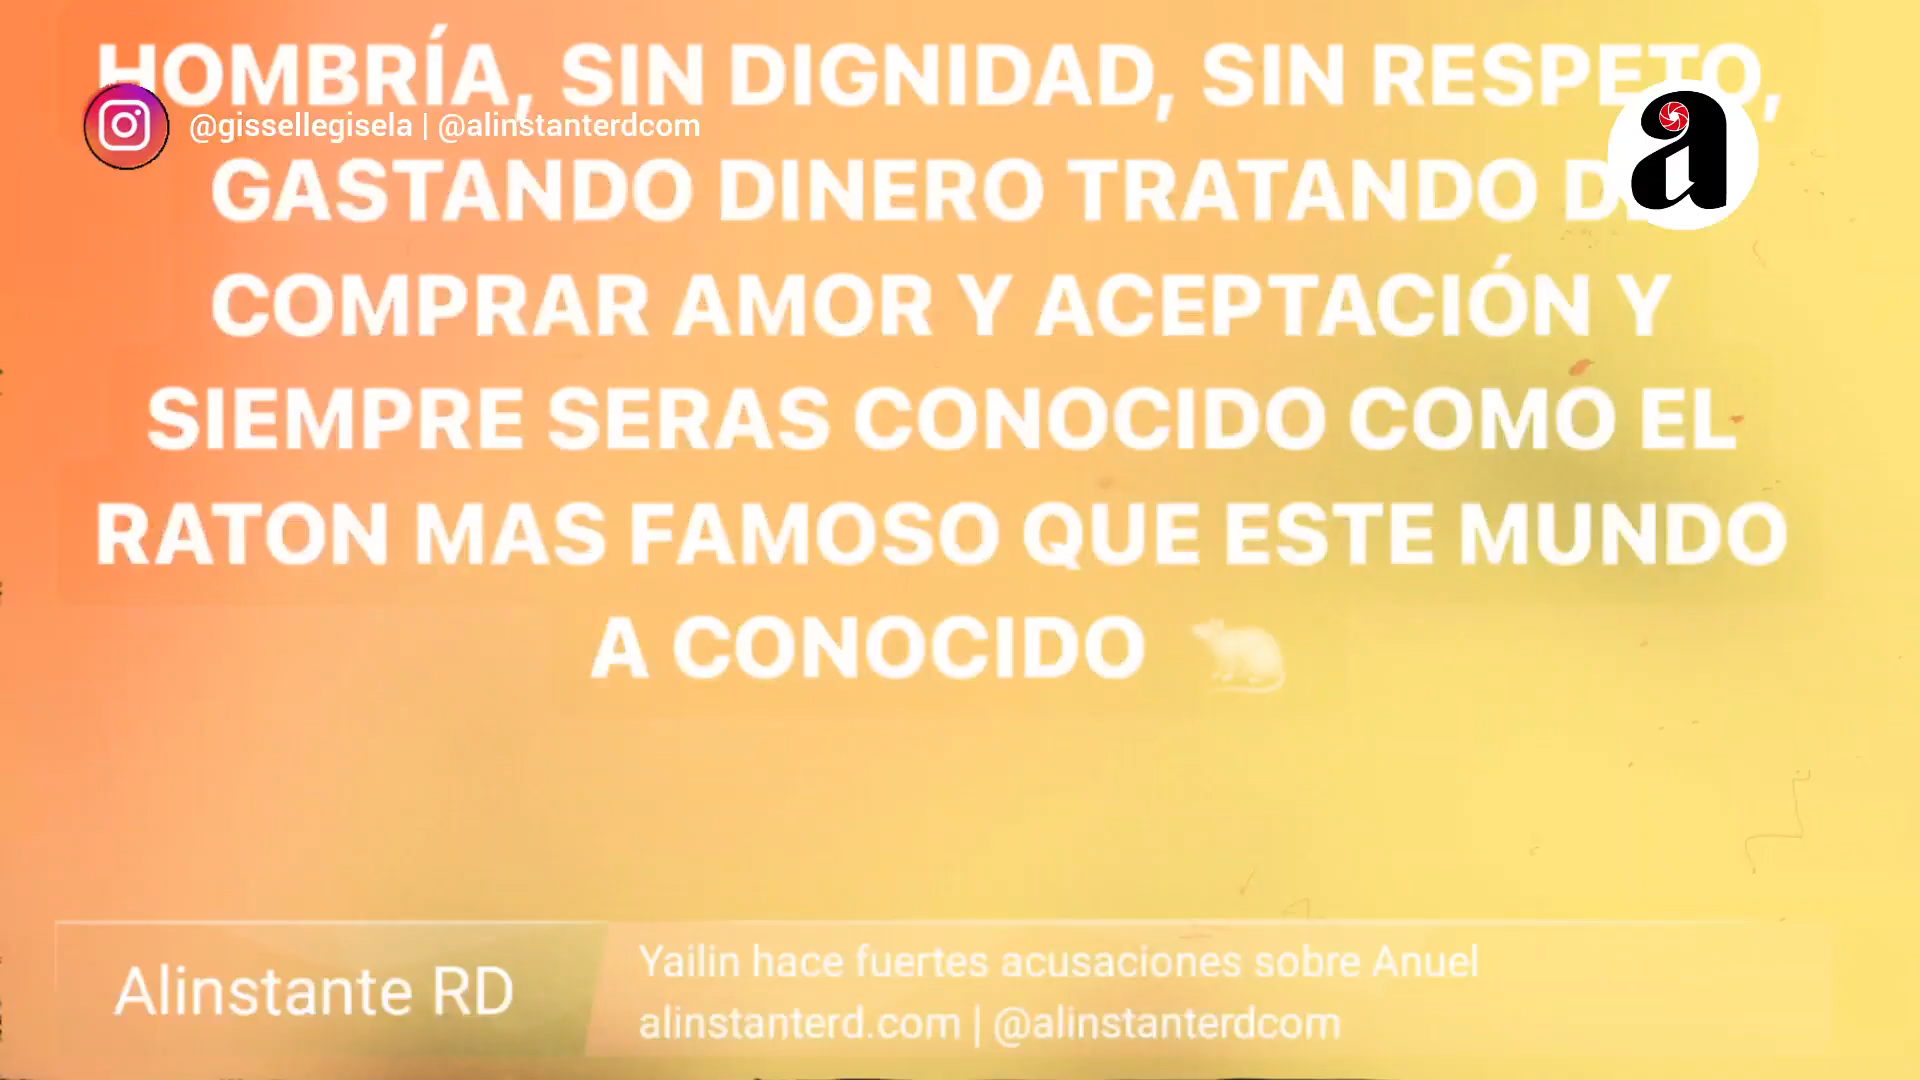 HOMBRÍA, SIN DIGNIDAD, SIN RESPETO,
@gissellegisela | @alinstanterdcom
GASTANDO DINERO TRATANDO DE
COMPRAR AMOR Y ACEPTACIÓN Y
SIEMPRE SERAS CONOCIDO COMO EL
RATON MAS FAMOSO QUE ESTE MUNDO
A CONOCIDO
Alinstante RD
Yailin hace fuertes acusaciones sobre Anuel
alinstanterd.com | @alinstanterdcom